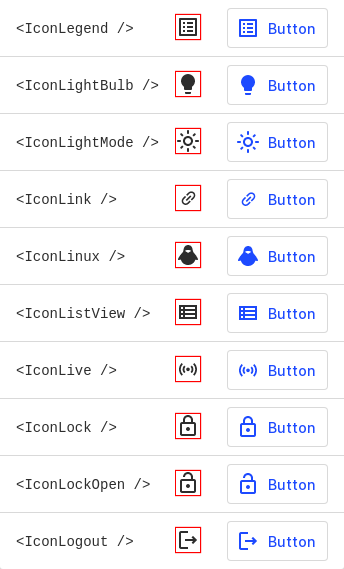 <IconLegend /> Button
<IconLightBulb /> Button
<IconLightMode /> Button
<IconLink /> Button
<IconLinux /> Button
<IconListView /> Button
<IconLive /> Button
<IconLock /> Button
<IconLockOpen /> Button
<IconLogout /> Button